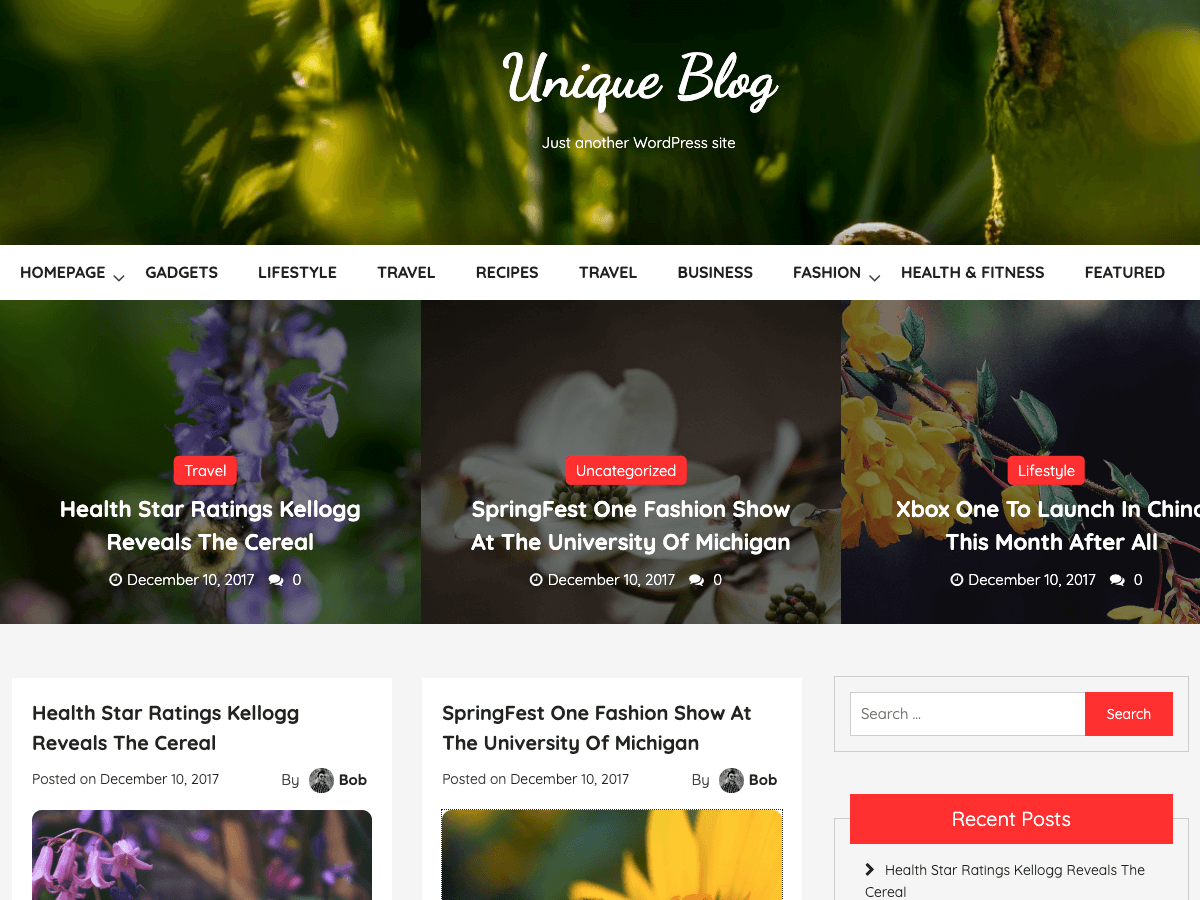 Unique Blog
Just another WordPress site
HOMEPAGE GADGETS LIFESTYLE TRAVEL RECIPES TRAVEL BUSINESS FASHION HEALTH & FITNESS FEATURED
Travel
Health Star Ratings Kellogg
Reveals The Cereal
December 10, 2017 0
Uncategorized
SpringFest One Fashion Show
At The University Of Michigan
December 10, 2017 0
Lifestyle
Xbox One To Launch In China
This Month After All
December 10, 2017 0
Health Star Ratings Kellogg
Reveals The Cereal
Posted on December 10, 2017 By Bob
SpringFest One Fashion Show At
The University Of Michigan
Posted on December 10, 2017 By Bob
Search ...
Search
Recent Posts
Health Star Ratings Kellogg Reveals The
Cereal